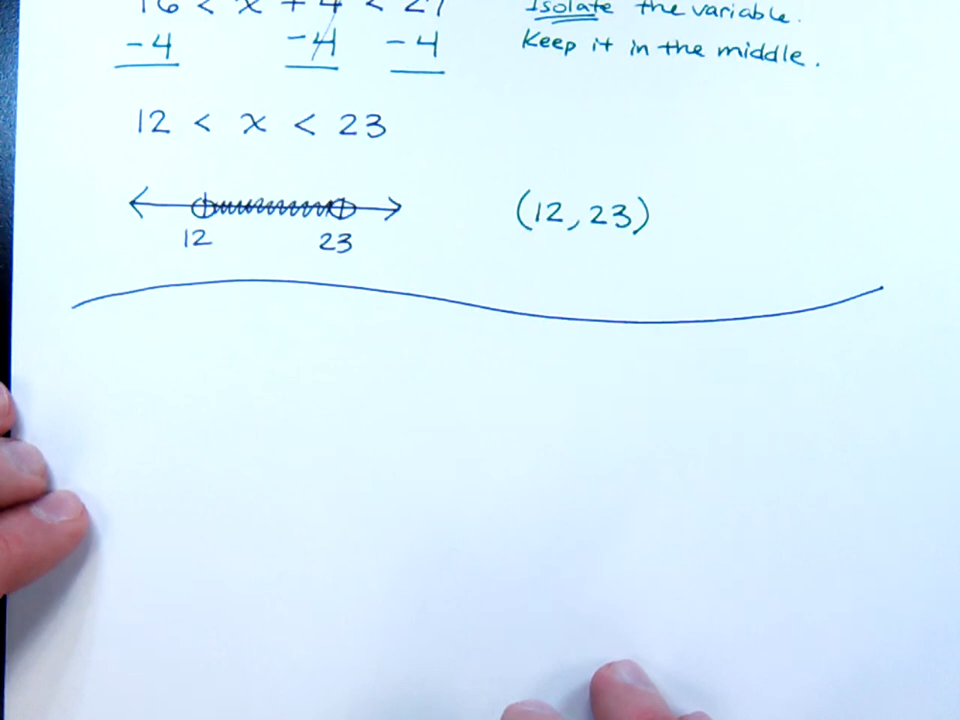 16 < x + 4 < 27
Isolate the variable.
-4 -4 -4
Keep it in the middle.
12 < x < 23
12 23
(12, 23)